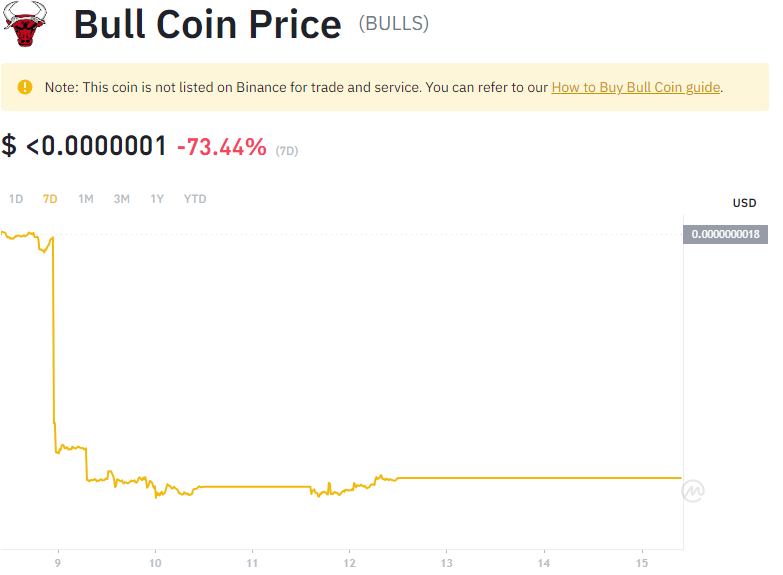 Bull Coin Price (BULLS)
Note: This coin is not listed on Binance for trade and service. You can refer to our How to Buy Bull Coin guide.
$ <0.0000001 -73.44% (7D)
1D 7D 1M 3M 1Y YTD
USD
0.0000000018
9 10 11 12 13 14 15